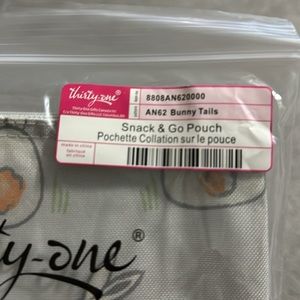 thirty-one®
8808AN620000
AN62 Bunny Tails
Snack & Go Pouch
Pochette Collation sur le pouce
made in china
fabriqué en chine
ty-one®